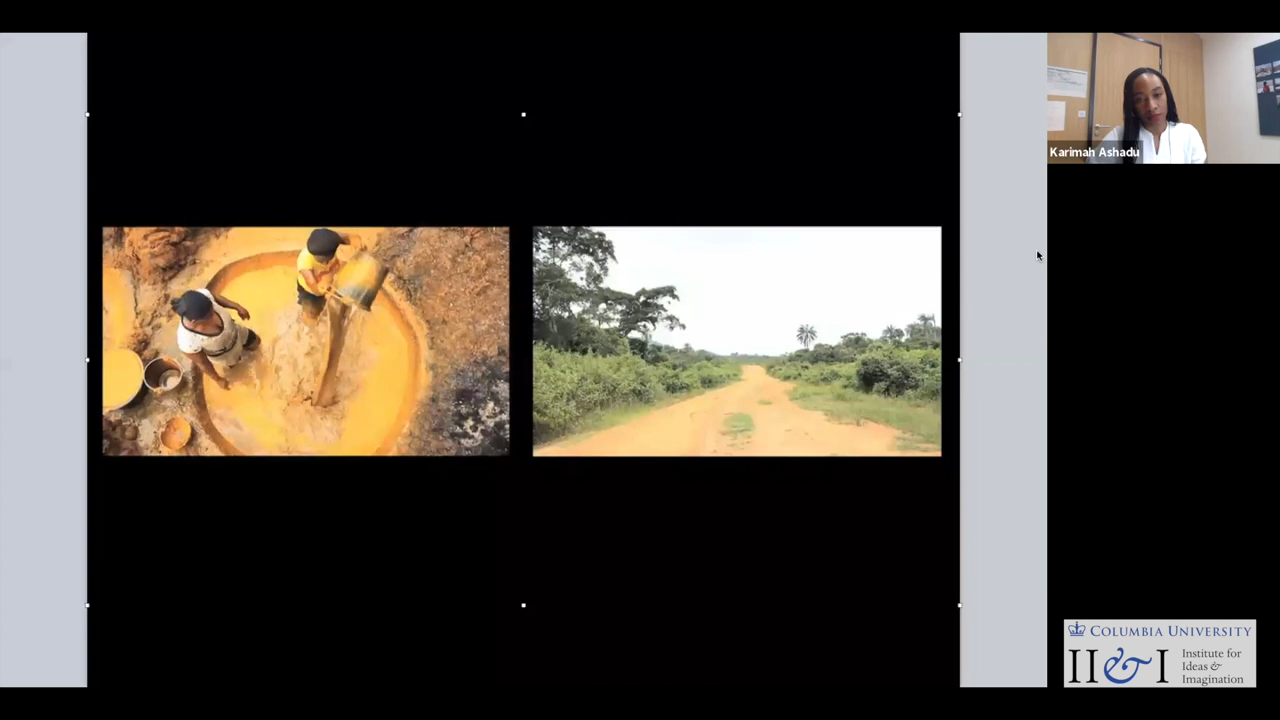 Karimah Ashadu
COLUMBIA UNIVERSITY
II&I
Institute for
Ideas &
Imagination